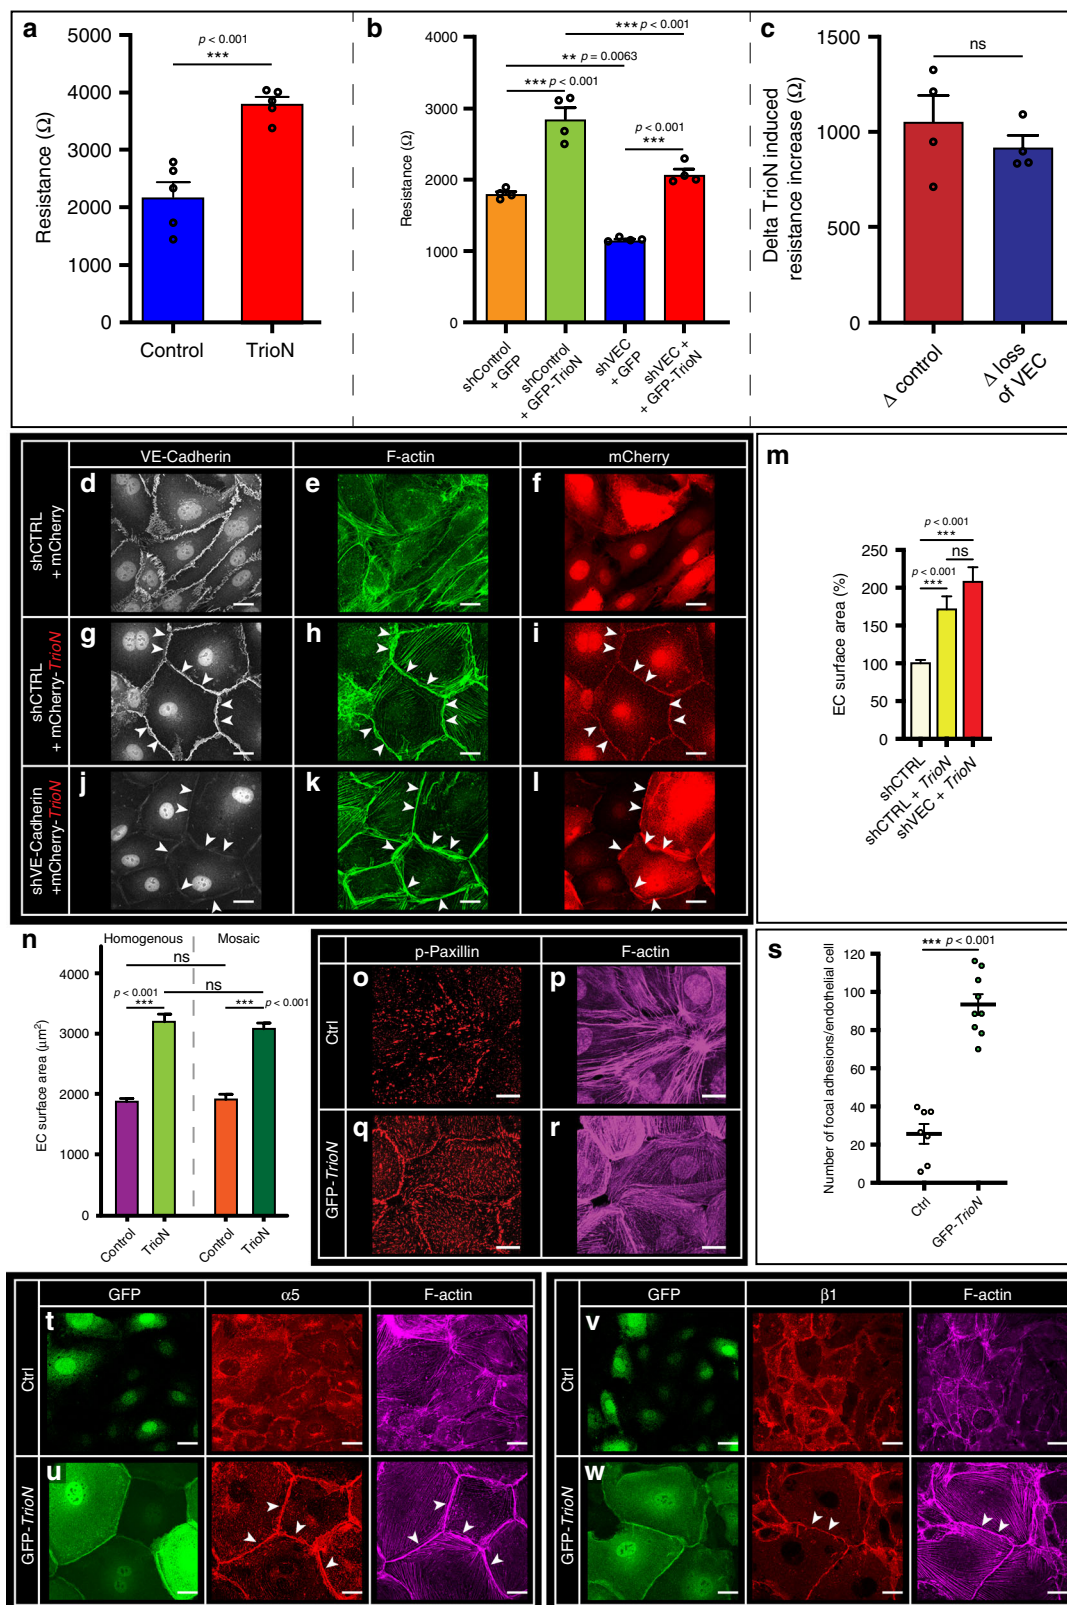 a
5000
4000
3000
2000
1000
0
Resistance (Ω)
p < 0.001
***
Control
TrioN
b
4000
3000
2000
1000
0
Resistance (Ω)
*** p < 0.001
** p = 0.0063
*** p < 0.001
p < 0.001
***
shControl
+ GFP
shControl
+ GFP-TrioN
shVEC
+ GFP
shVEC +
+ GFP-TrioN
c
1500
1000
500
0
Delta TrioN induced
resistance increase (Ω)
ns
Δ control
Δ loss
of VEC
VE-Cadherin
F-actin
mCherry
shCTRL
+ mCherry
d
e
f
shCTRL
+ mCherry-TrioN
g
h
i
shVE-Cadherin
+mCherry-TrioN
j
k
l
m
p < 0.001
***
ns
p < 0.001
***
250
200
150
100
50
0
EC surface area (%)
shCTRL
shCTRL + TrioN
shVEC + TrioN
n
Homogenous
Mosaic
4000
3000
2000
1000
0
EC surface area (µm²)
ns
ns
p < 0.001
***
*** p < 0.001
Control
TrioN
Control
TrioN
p-Paxillin
F-actin
Ctrl
o
p
GFP-TrioN
q
r
s
*** p < 0.001
120
100
80
60
40
20
0
Number of focal adhesions/endothelial cell
Ctrl
GFP-TrioN
GFP
α5
F-actin
Ctrl
t
GFP-TrioN
u
GFP
β1
F-actin
Ctrl
v
GFP-TrioN
w